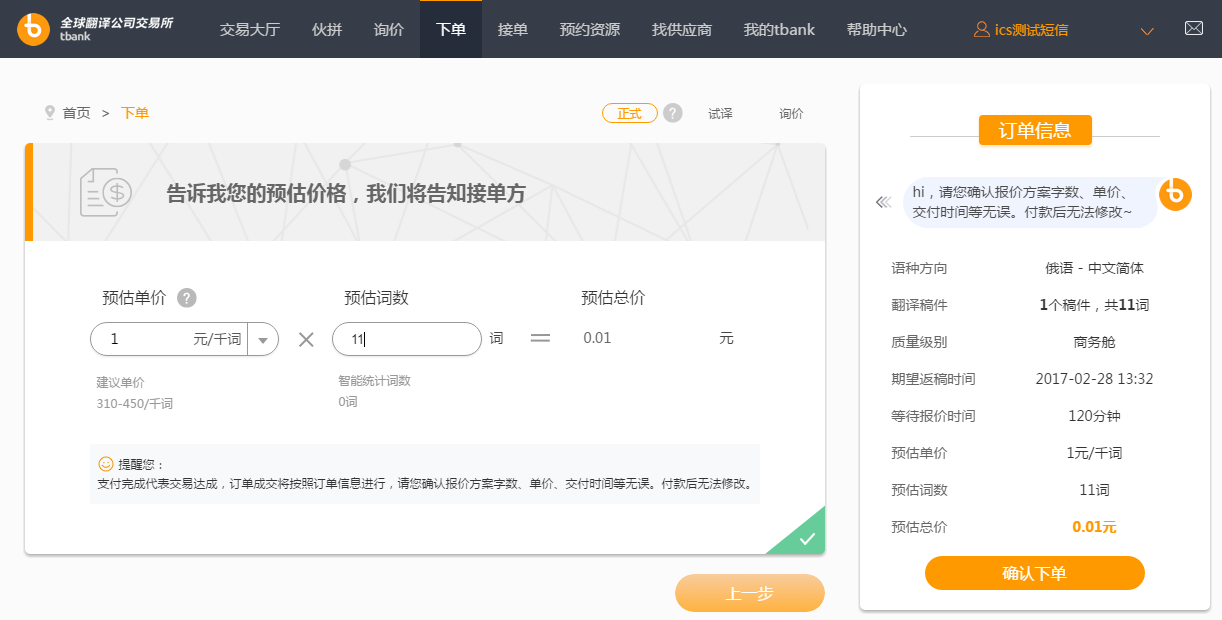 全球翻译公司交易所
tbank
交易大厅 伙拼 询价 下单 接单 预约资源 找供应商 我的tbank 帮助中心 ics测试短信
首页 > 下单
正式 ? 试译 询价
告诉我您的预估价格，我们将告知接单方
预估单价 ? 预估词数 预估总价
1 元/千词 11 词 0.01 元
建议单价
310-450/千词
智能统计词数
0词
提醒您：
支付完成代表交易达成，订单成交将按照订单信息进行，请您确认报价方案字数、单价、交付时间等无误。付款后无法修改。
上一步
订单信息
hi，请您确认报价方案字数、单价、
交付时间等无误。付款后无法修改~
语种方向 俄语 - 中文简体
翻译稿件 1个稿件，共11词
质量级别 商务舱
期望返稿时间 2017-02-28 13:32
等待报价时间 120分钟
预估单价 1元/千词
预估词数 11词
预估总价 0.01元
确认下单